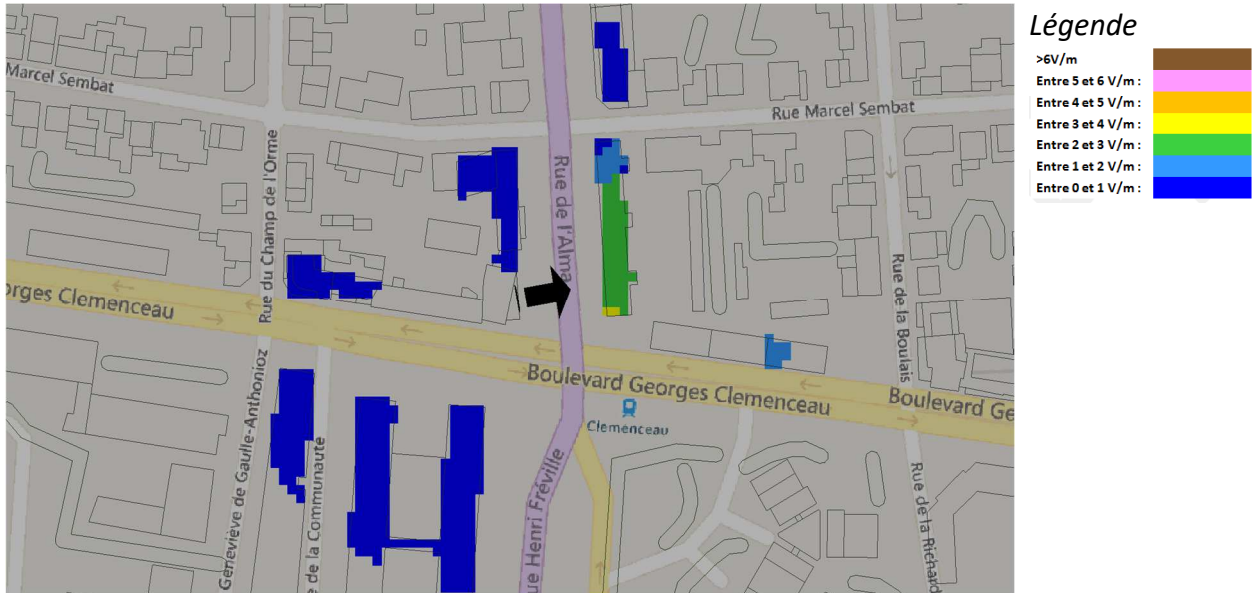 Légende
>6V/m
Entre 5 et 6 V/m :
Entre 4 et 5 V/m :
Entre 3 et 4 V/m :
Entre 2 et 3 V/m :
Entre 1 et 2 V/m :
Entre 0 et 1 V/m :
Marcel Sembat
Rue Marcel Sembat
Rue du Champ de l'Orme
Rue de l'Alma
Rue de la Boulais
orges Clemenceau
Boulevard Georges Clemenceau
Boulevard Ge
Clemenceau
Geneviève de Gaulle-Anthonioz
e de la Communaute
ue Henri Fréville
Rue de la Richard